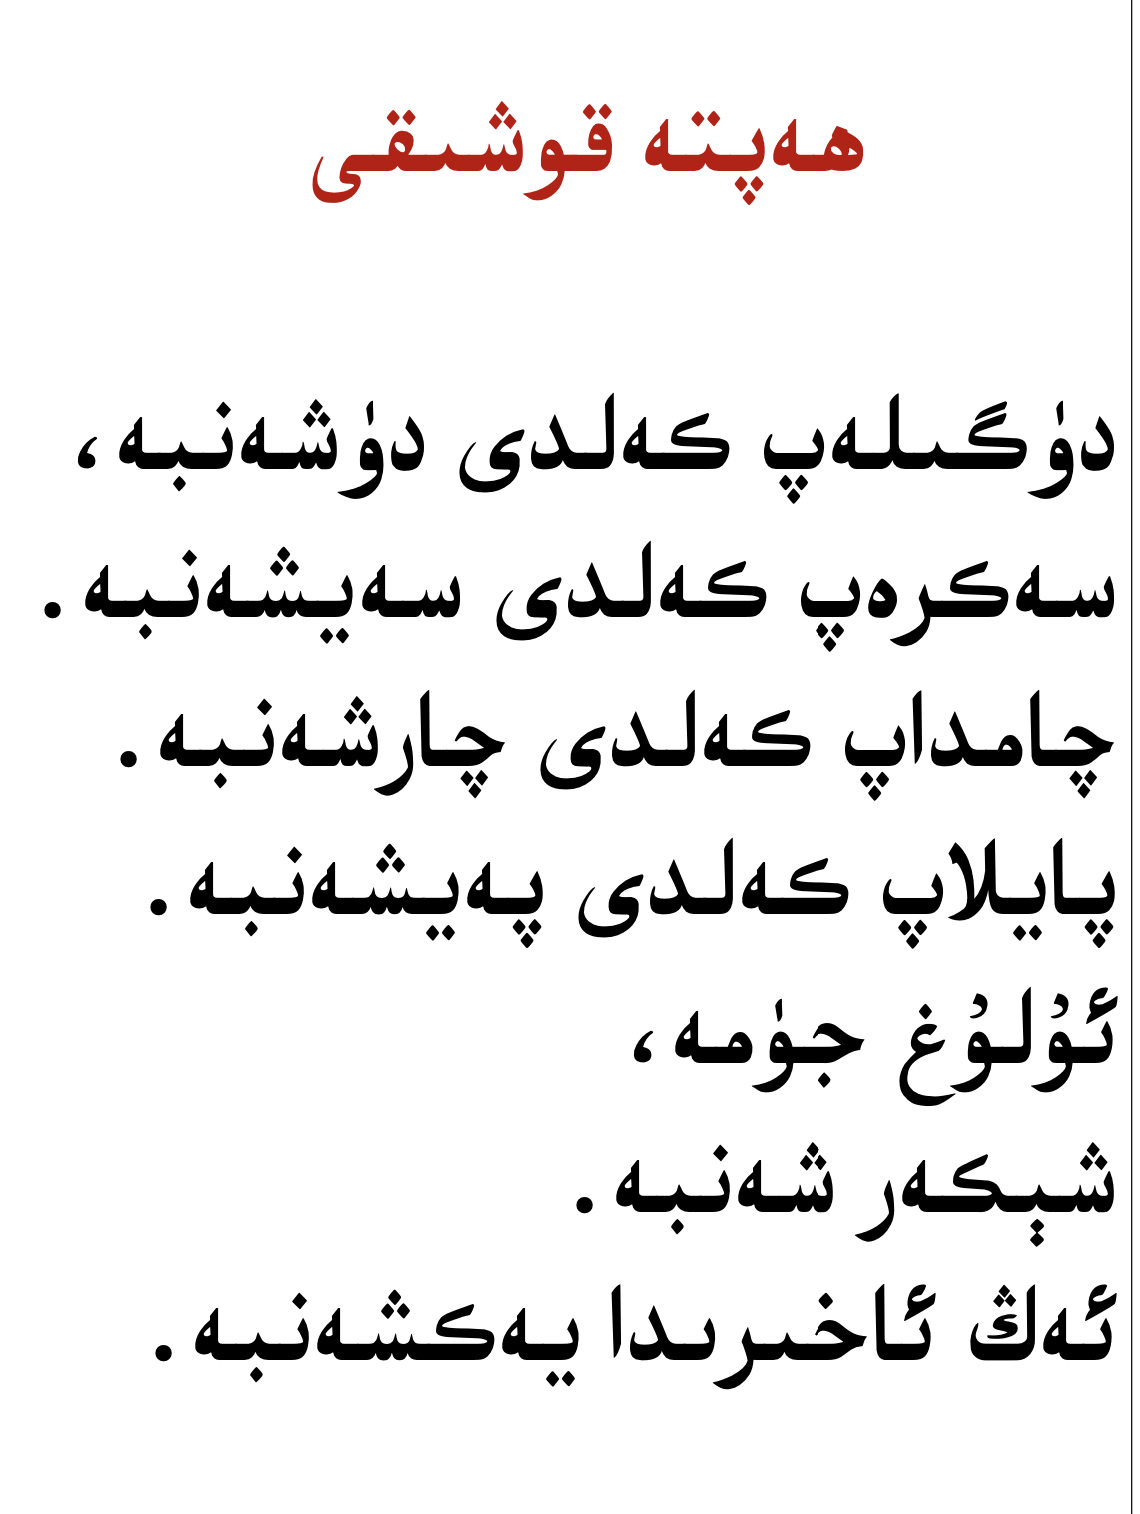 ھەپتە قوشىقى
دۈگىلەپ كەلدى دۈشەنبە،
سەكرەپ كەلدى سەيشەنبە.
چامداپ كەلدى چارشەنبە.
پايلاپ كەلدى پەيشەنبە.
ئۇلۇغ جۈمە،
شېكەر شەنبە.
ئەڭ ئاخىرىدا يەكشەنبە.